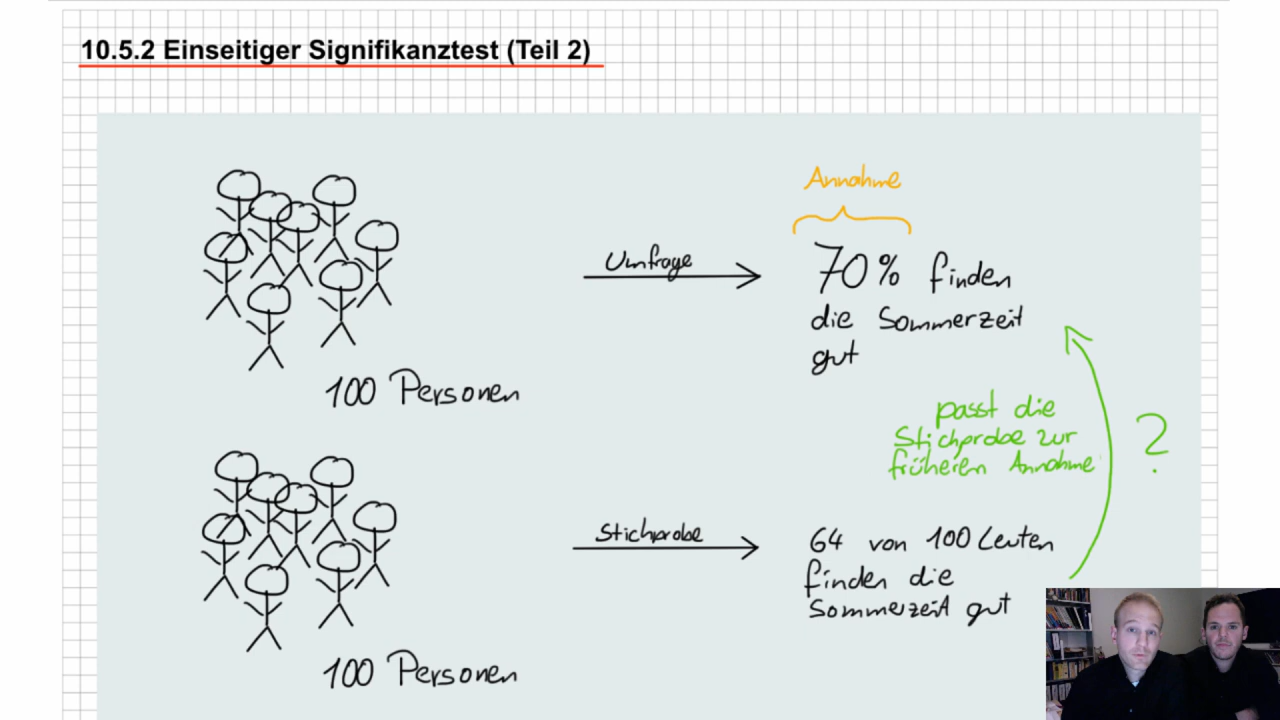 10.5.2 Einseitiger Signifikanztest (Teil 2)
Annahme
Umfrage
70% finden
die Sommerzeit
gut
100 Personen
passt die
Stichprobe zur
früheren Annahme
?
Stichprobe
64 von 100 Leuten
finden die
Sommerzeit gut
100 Personen